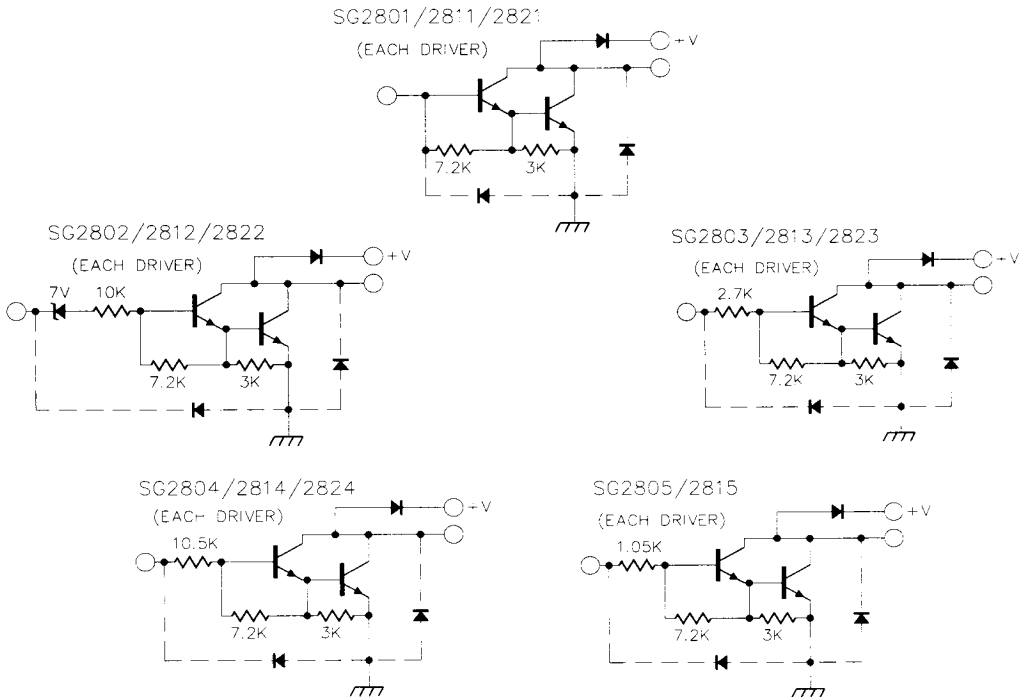 SG2801/2811/2821
(EACH DRIVER)
+V
7.2K
3K
SG2802/2812/2822
(EACH DRIVER)
+V
7V
10K
7.2K
3K
SG2803/2813/2823
(EACH DRIVER)
+V
2.7K
7.2K
3K
SG2804/2814/2824
(EACH DRIVER)
+V
10.5K
7.2K
3K
SG2805/2815
(EACH DRIVER)
+V
1.05K
7.2K
3K